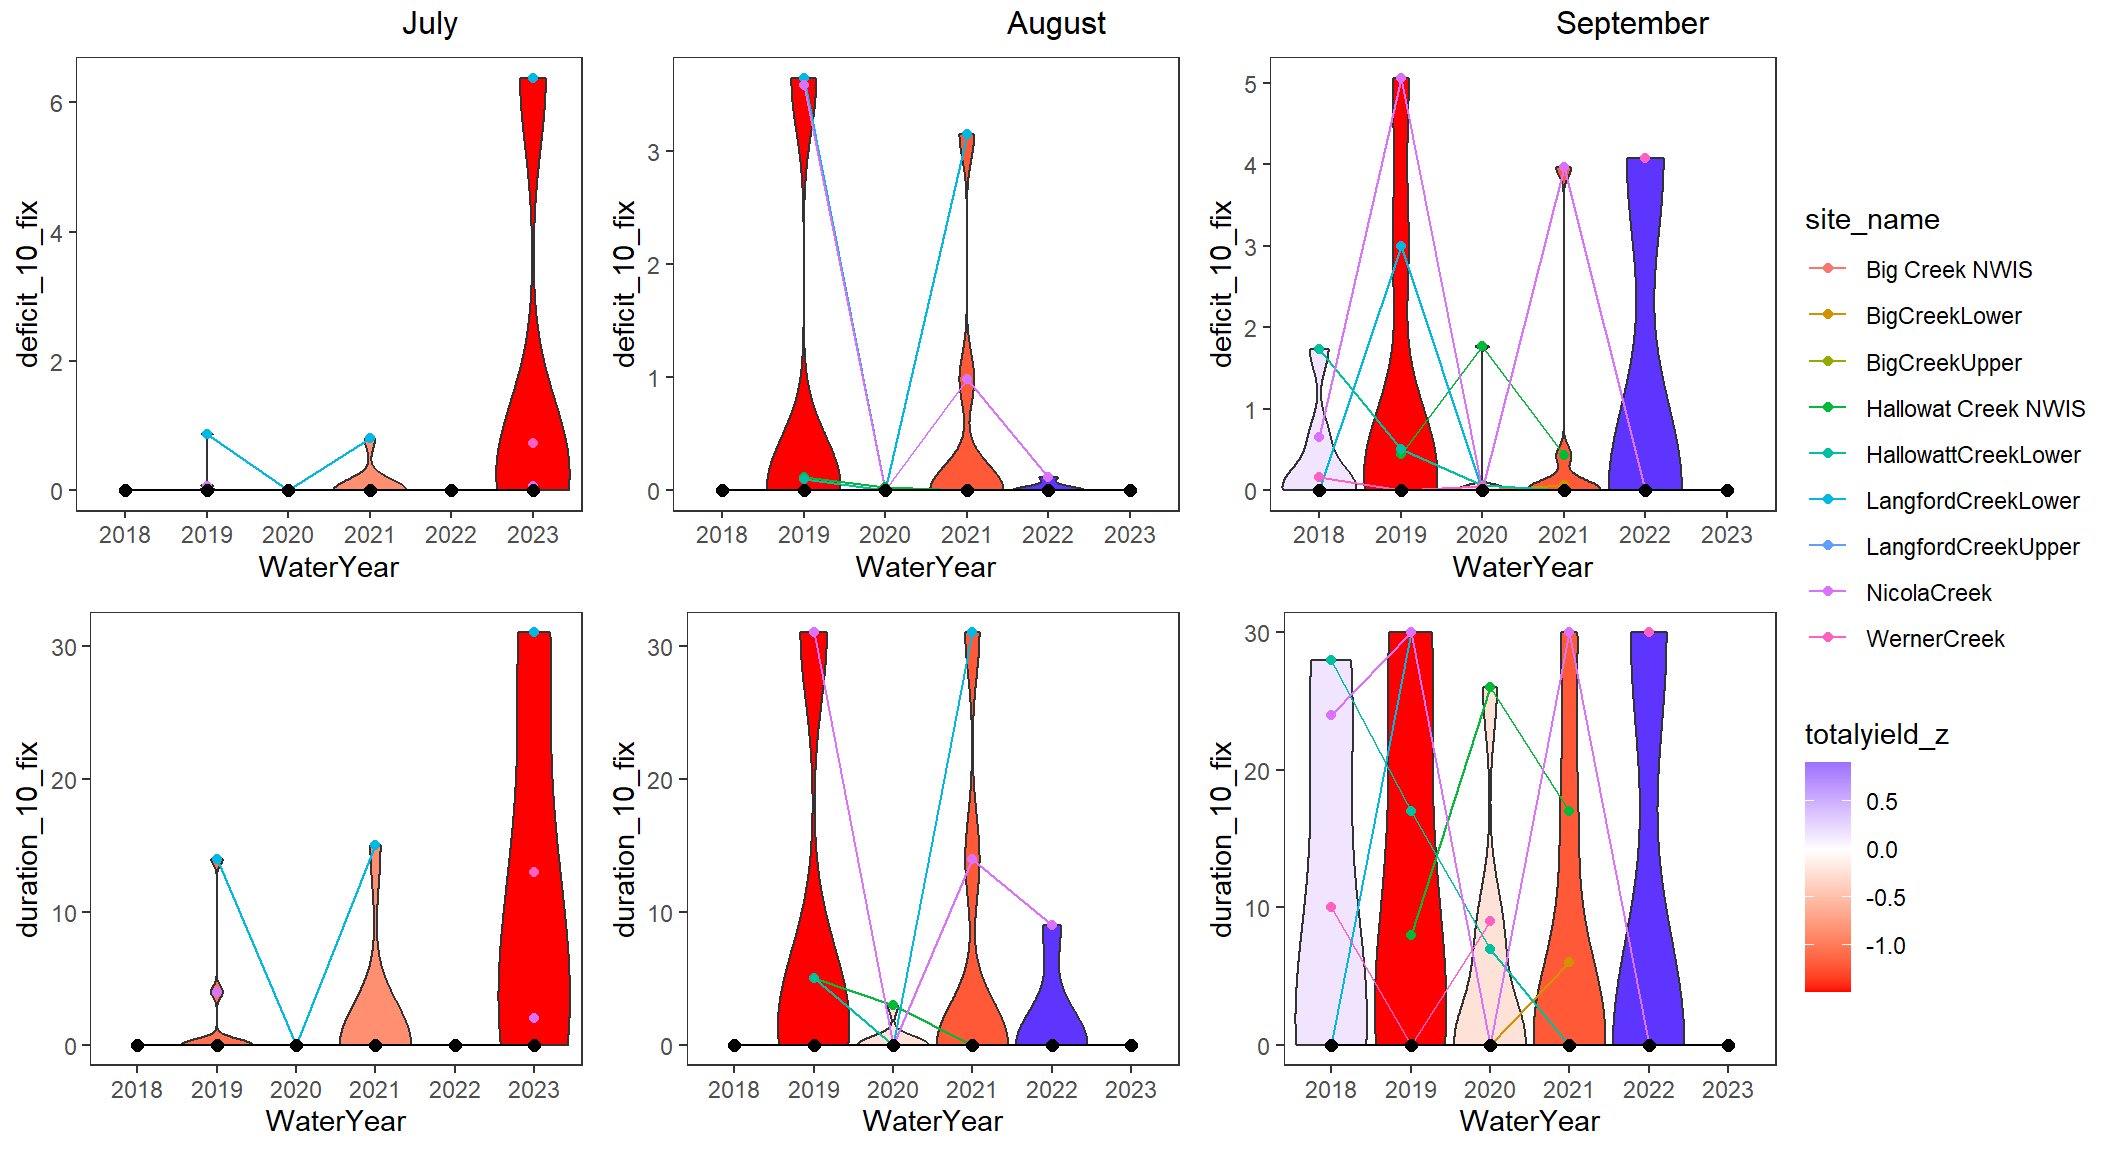 July
August
September
deficit_10_fix
6
4
2
0
2018 2019 2020 2021 2022 2023
WaterYear
deficit_10_fix
3
2
1
0
2018 2019 2020 2021 2022 2023
WaterYear
deficit_10_fix
5
4
3
2
1
0
2018 2019 2020 2021 2022 2023
WaterYear
duration_10_fix
30
20
10
0
2018 2019 2020 2021 2022 2023
WaterYear
duration_10_fix
30
20
10
0
2018 2019 2020 2021 2022 2023
WaterYear
duration_10_fix
30
20
10
0
2018 2019 2020 2021 2022 2023
WaterYear
site_name
Big Creek NWIS
BigCreekLower
BigCreekUpper
Hallowat Creek NWIS
HallowattCreekLower
LangfordCreekLower
LangfordCreekUpper
NicolaCreek
WernerCreek
totalyield_z
0.5
0.0
-0.5
-1.0